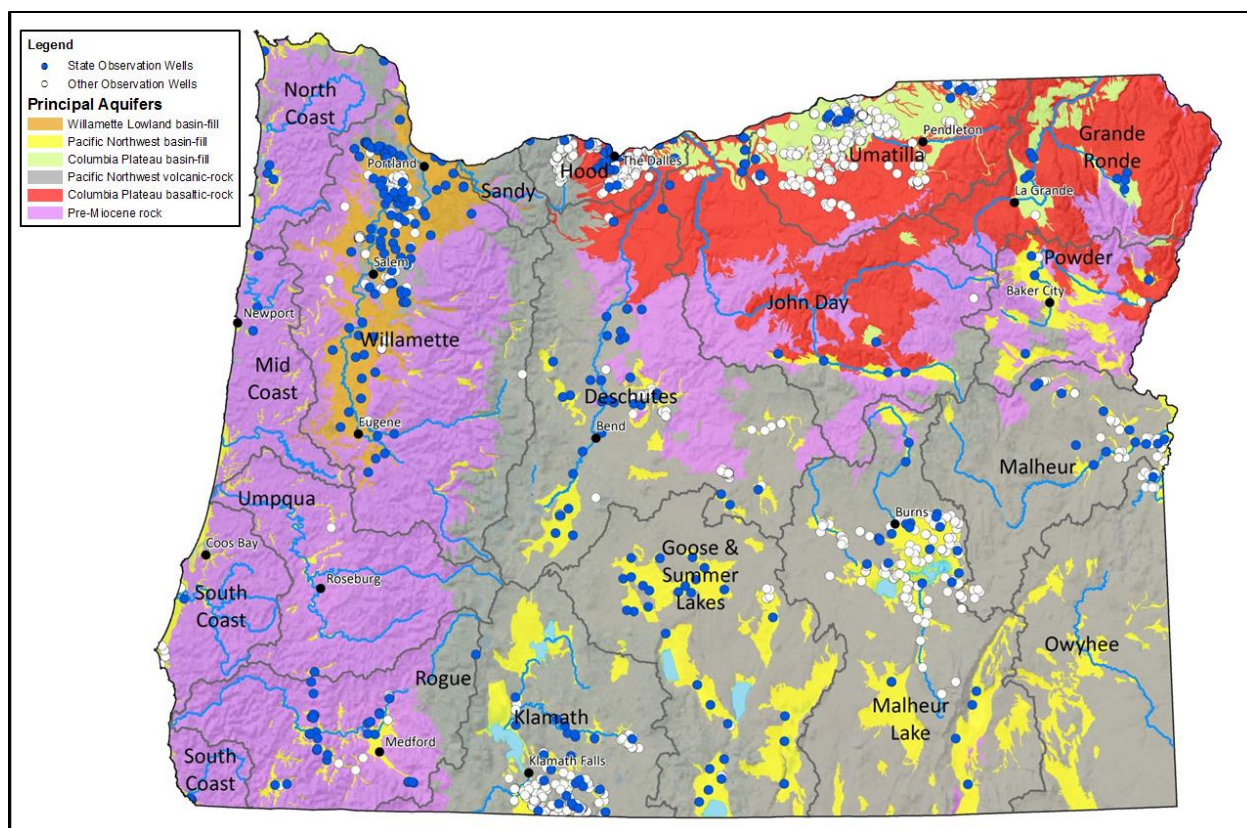 Legend
State Observation Wells
Other Observation Wells
Principal Aquifers
Willamette Lowland basin-fill
Pacific Northwest basin-fill
Columbia Plateau basin-fill
Pacific Northwest volcanic-rock
Columbia Plateau basaltic-rock
Pre-Miocene rock
North
Coast
Portland
Sandy
Hood
The Dalles
Umatilla
Pendleton
Grande
Ronde
La Grande
Salem
Powder
Baker City
John Day
Newport
Willamette
Mid
Coast
Deschutes
Eugene
Bend
Malheur
Umpqua
Burns
Coos Bay
Goose &
Summer
Lakes
Roseburg
South
Coast
Owyhee
Rogue
Klamath
Malheur
Lake
Medford
South
Coast
Klamath Falls